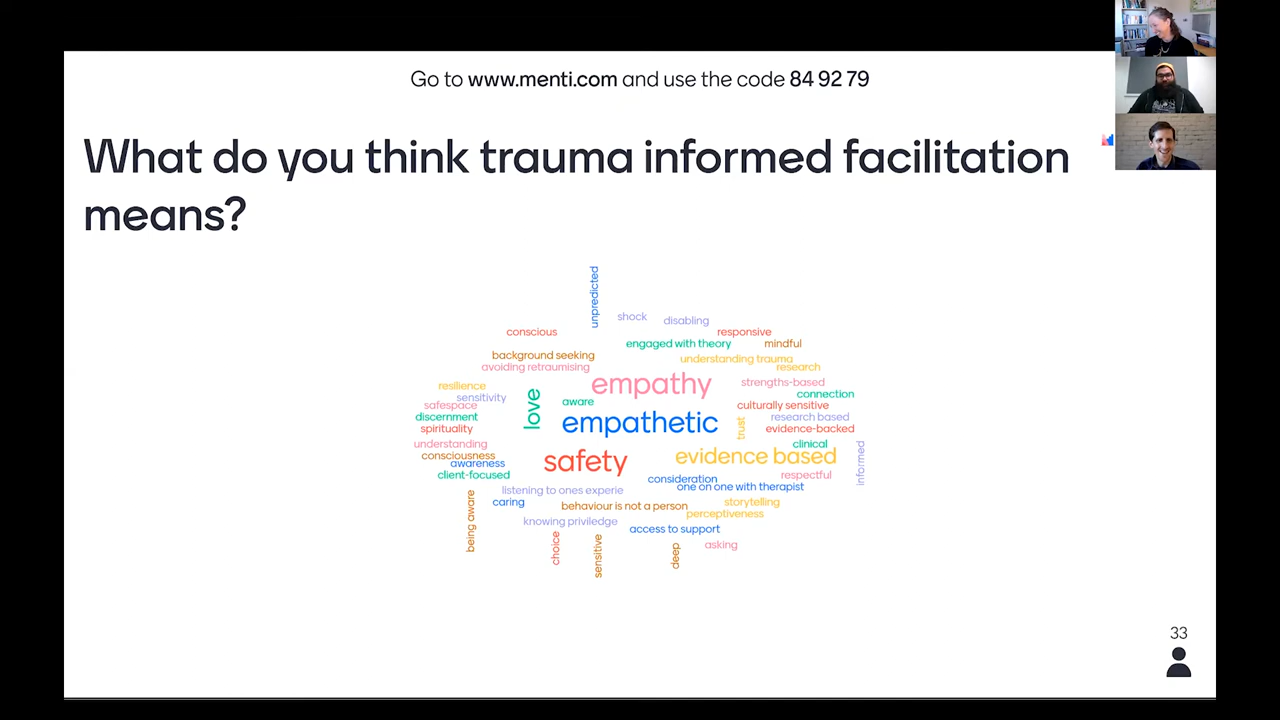 Go to www.menti.com and use the code 84 92 79
What do you think trauma informed facilitation
means?
unpredicted
shock
disabling
conscious
responsive
engaged with theory
mindful
background seeking
understanding trauma
avoiding retraumising
research
empathy
strengths-based
resilience
connection
sensitivity
love
aware
safespace
culturally sensitive
discernment
research based
empathetic
trust
spirituality
evidence-backed
understanding
clinical
consciousness
evidence based
awareness
safety
informed
client-focused
respectful
consideration
one on one with therapist
listening to ones experie
caring
storytelling
behaviour is not a person
perceptiveness
being aware
knowing priviledge
access to support
choice
sensitive
deep
asking
33